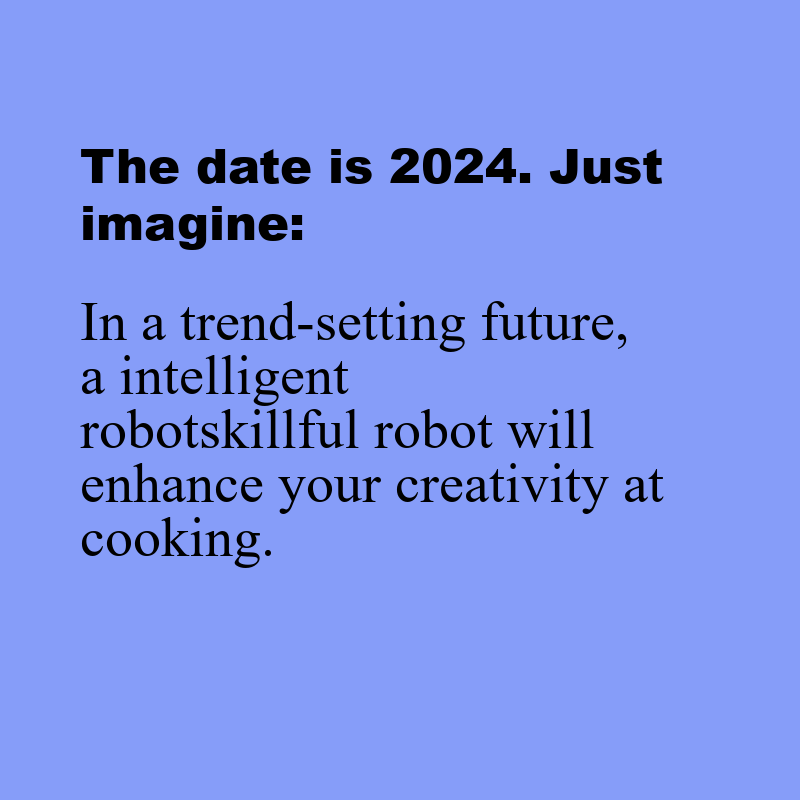 The date is 2024. Just
imagine:
In a trend-setting future,
a intelligent
robotskillful robot will
enhance your creativity at
cooking.